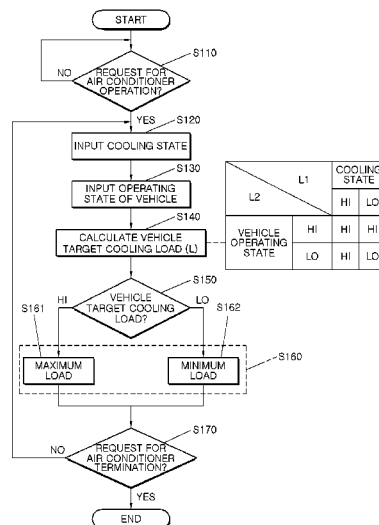 START
S110
NO
REQUEST FOR
AIR CONDITIONER
OPERATION?
YES
S120
INPUT COOLING STATE
S130
INPUT OPERATING
STATE OF VEHICLE
S140
CALCULATE VEHICLE
TARGET COOLING LOAD (L)
L1
L2
COOLING
STATE
HI LO
VEHICLE
OPERATING
STATE
HI HI HI
LO HI LO
S150
HI
VEHICLE
TARGET COOLING
LOAD?
LO
S161
S162
MAXIMUM
LOAD
MINIMUM
LOAD
S160
S170
NO
REQUEST FOR
AIR CONDITIONER
TERMINATION?
YES
END